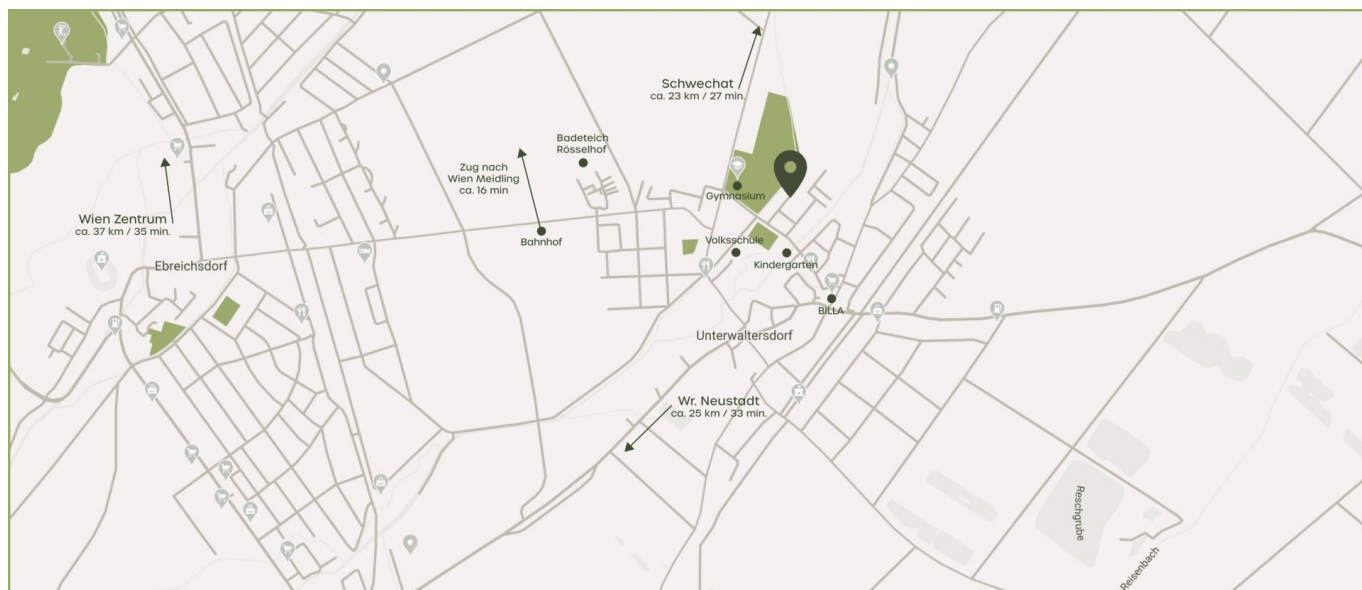 Schwechat
ca. 23 km / 27 min.
Badeteich
Rösselhof
Zug nach
Wien Meidling
ca. 16 min
Gymnasium
Wien Zentrum
ca. 37 km / 35 min.
Bahnhof
Volksschule
Kindergarten
Ebreichsdorf
BILLA
Unterwaltersdorf
Wr. Neustadt
ca. 25 km / 33 min.
Reschgrube
Reisenbach